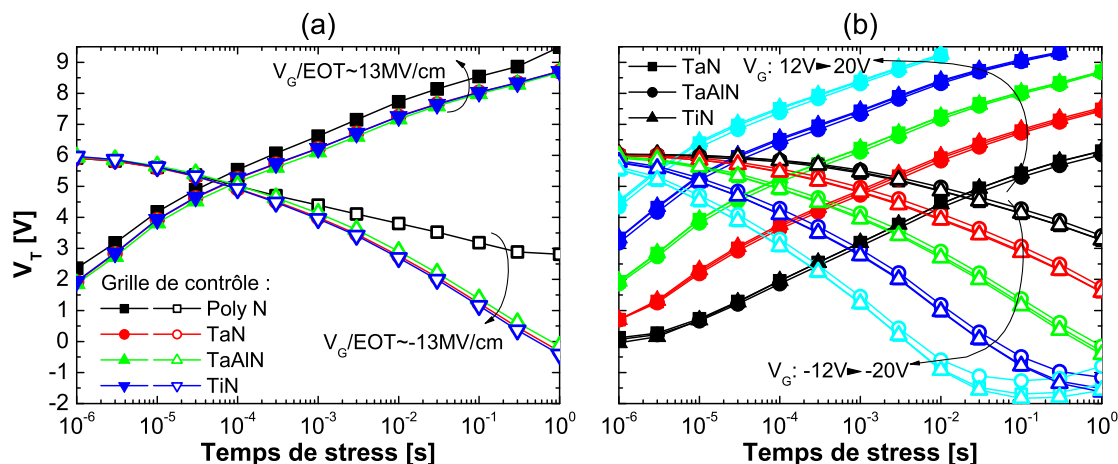 (a)
(b)
V_T [V]
9
8
7
6
5
4
3
2
1
0
-1
-2
V_G/EOT~13MV/cm
Grille de contrôle :
Poly N
TaN
TaAlN
TiN
V_G/EOT~-13MV/cm
10^-6 10^-5 10^-4 10^-3 10^-2 10^-1 10^0
Temps de stress [s]
TaN
TaAlN
TiN
V_G: 12V►20V
V_G: -12V►-20V
10^-6 10^-5 10^-4 10^-3 10^-2 10^-1 10^0
Temps de stress [s]